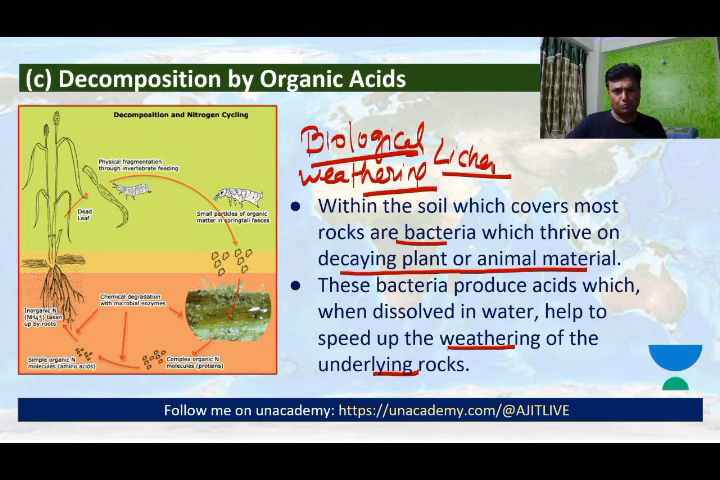 (c) Decomposition by Organic Acids
Decomposition and Nitrogen Cycling
Physical fragmentation
through invertebrate feeding
Dead
Leaf
Small particles of organic
matter in springtail faeces
Inorganic N
(NH₄⁺) taken
up by roots
Chemical degradation
with microbial enzymes
Simple organic N
molecules (amino acids)
Complex organic N
molecules (proteins)
Biological
weathering
Lichen
● Within the soil which covers most
rocks are bacteria which thrive on
decaying plant or animal material.
● These bacteria produce acids which,
when dissolved in water, help to
speed up the weathering of the
underlying rocks.
Follow me on unacademy: https://unacademy.com/@AJITLIVE